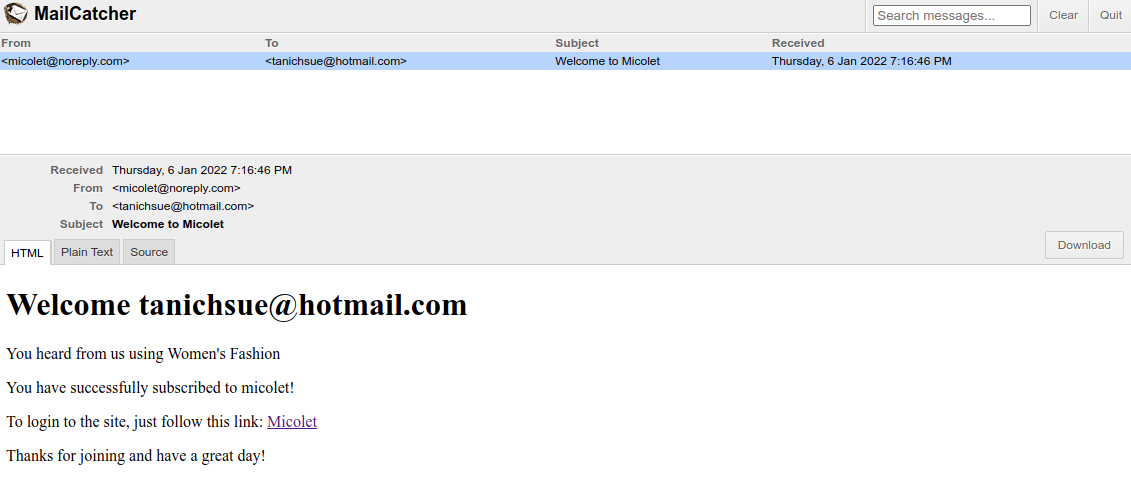 MailCatcher
Search messages... Clear Quit
From To Subject Received
<micolet@noreply.com> <tanichsue@hotmail.com> Welcome to Micolet Thursday, 6 Jan 2022 7:16:46 PM
Received Thursday, 6 Jan 2022 7:16:46 PM
From <micolet@noreply.com>
To <tanichsue@hotmail.com>
Subject Welcome to Micolet
HTML Plain Text Source Download
Welcome tanichsue@hotmail.com
You heard from us using Women's Fashion
You have successfully subscribed to micolet!
To login to the site, just follow this link: Micolet
Thanks for joining and have a great day!